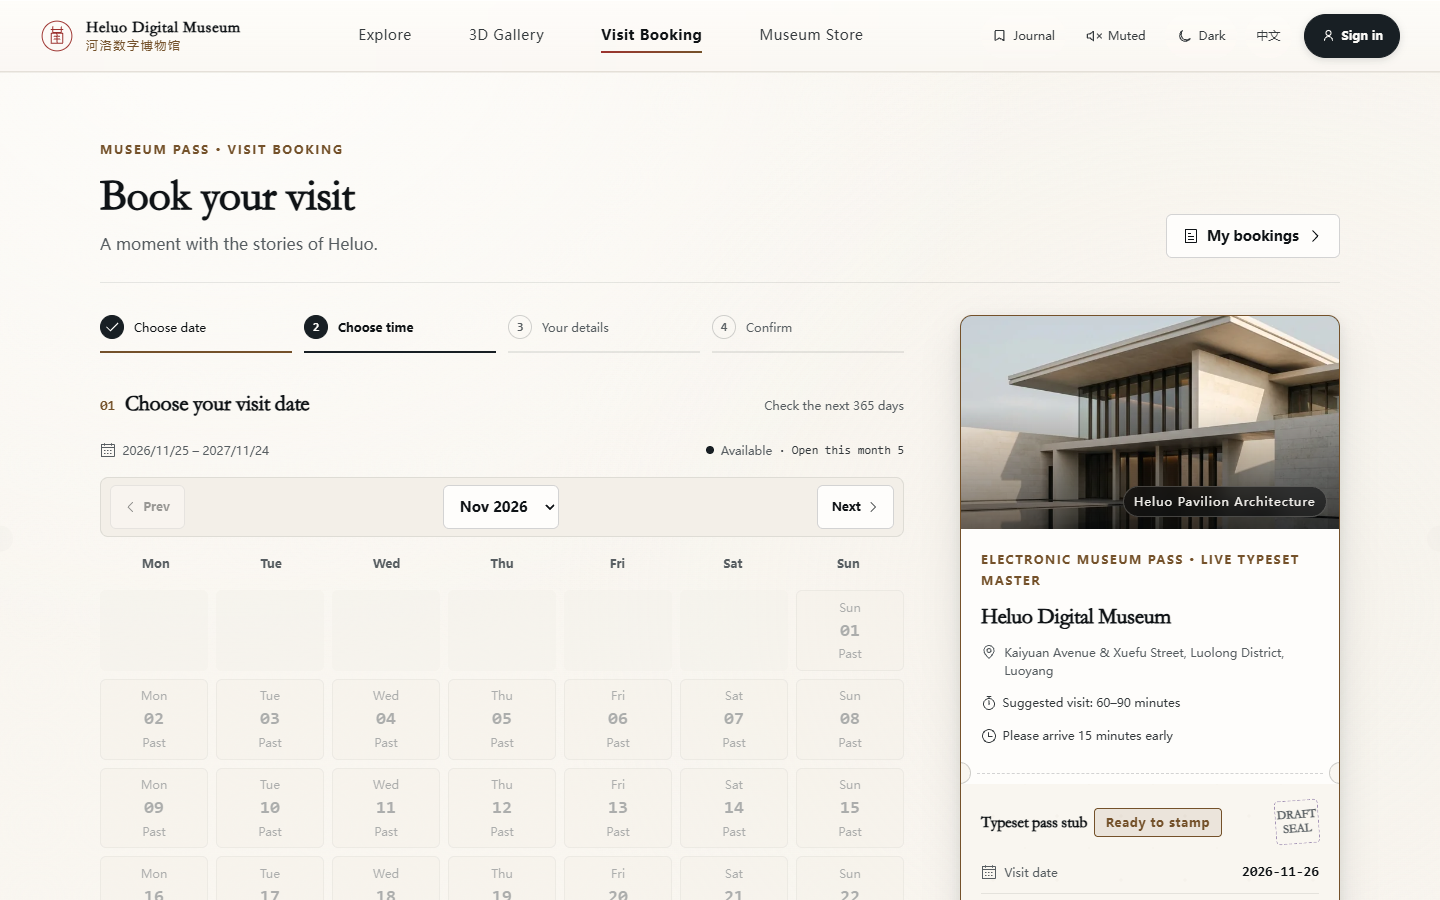 Heluo Digital Museum
河洛数字博物馆
Explore
3D Gallery
Visit Booking
Museum Store
Journal
Muted
Dark
中文
Sign in
MUSEUM PASS • VISIT BOOKING
Book your visit
A moment with the stories of Heluo.
My bookings
Choose date
2 Choose time
3 Your details
4 Confirm
01 Choose your visit date
Check the next 365 days
2026/11/25 – 2027/11/24
Available · Open this month 5
Prev
Nov 2026
Next
Mon Tue Wed Thu Fri Sat Sun
Sun
01
Past
Mon Tue Wed Thu Fri Sat Sun
02 03 04 05 06 07 08
Past Past Past Past Past Past Past
Mon Tue Wed Thu Fri Sat Sun
09 10 11 12 13 14 15
Past Past Past Past Past Past Past
Mon Tue Wed Thu Fri Sat Sun
16 17 18 19 20 21 22
Heluo Pavilion Architecture
ELECTRONIC MUSEUM PASS • LIVE TYPESET
MASTER
Heluo Digital Museum
Kaiyuan Avenue & Xuefu Street, Luolong District,
Luoyang
Suggested visit: 60–90 minutes
Please arrive 15 minutes early
Typeset pass stub
Ready to stamp
DRAFT
SEAL
Visit date
2026-11-26